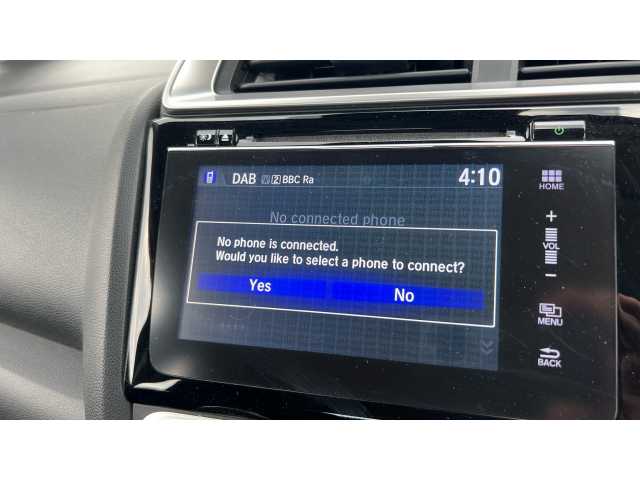 DAB 2 BBC Ra
4:10
No connected phone
No phone is connected.
Would you like to select a phone to connect?
Yes
No
HOME
+
VOL
-
MENU
BACK